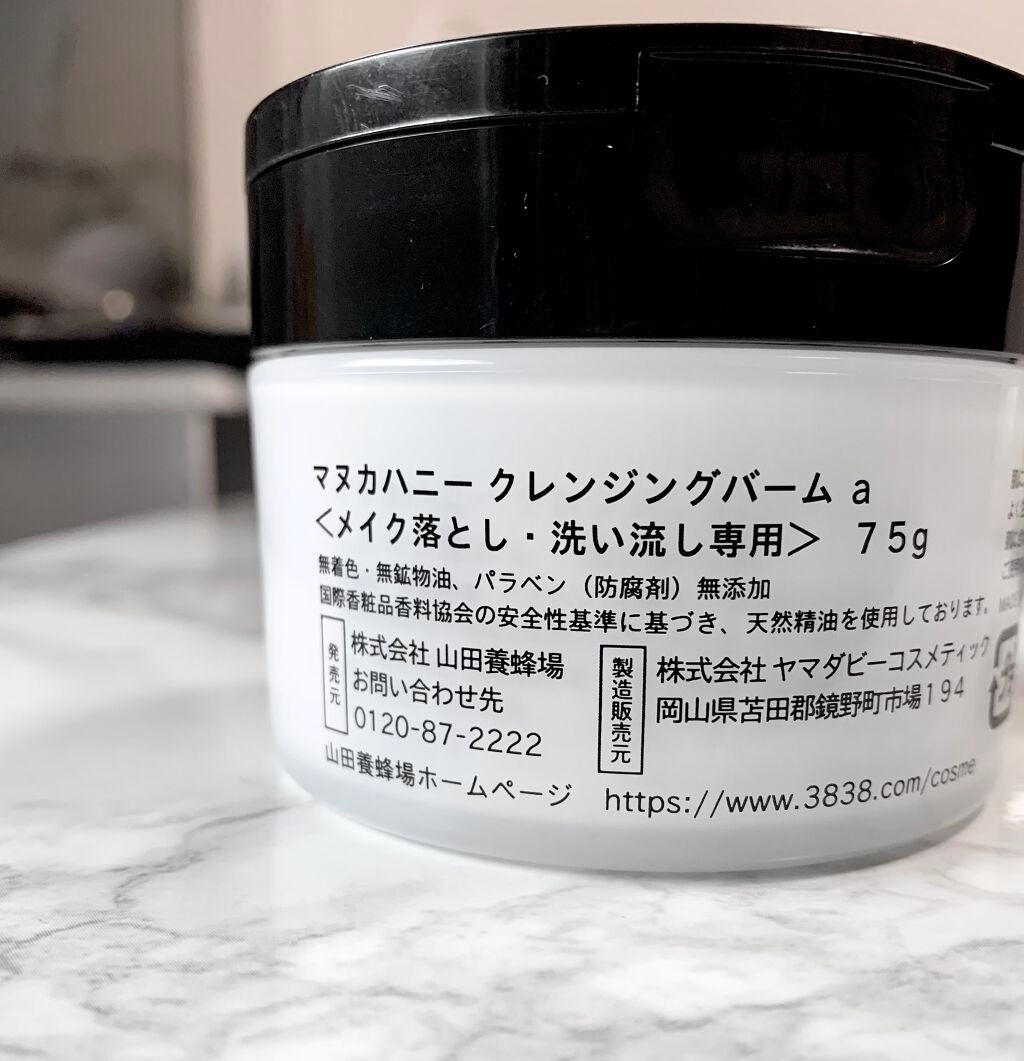 マヌカハニー クレンジングバーム a
＜メイク落とし・洗い流し専用＞ 75g
無着色・無鉱物油、パラベン（防腐剤）無添加
国際香粧品香料協会の安全性基準に基づき、天然精油を使用しております。
発売元
株式会社 山田養蜂場
お問い合わせ先
0120-87-2222
製造販売元
株式会社 ヤマダビーコスメティック
岡山県苫田郡鏡野町市場194
山田養蜂場ホームページ https://www.3838.com/cosme